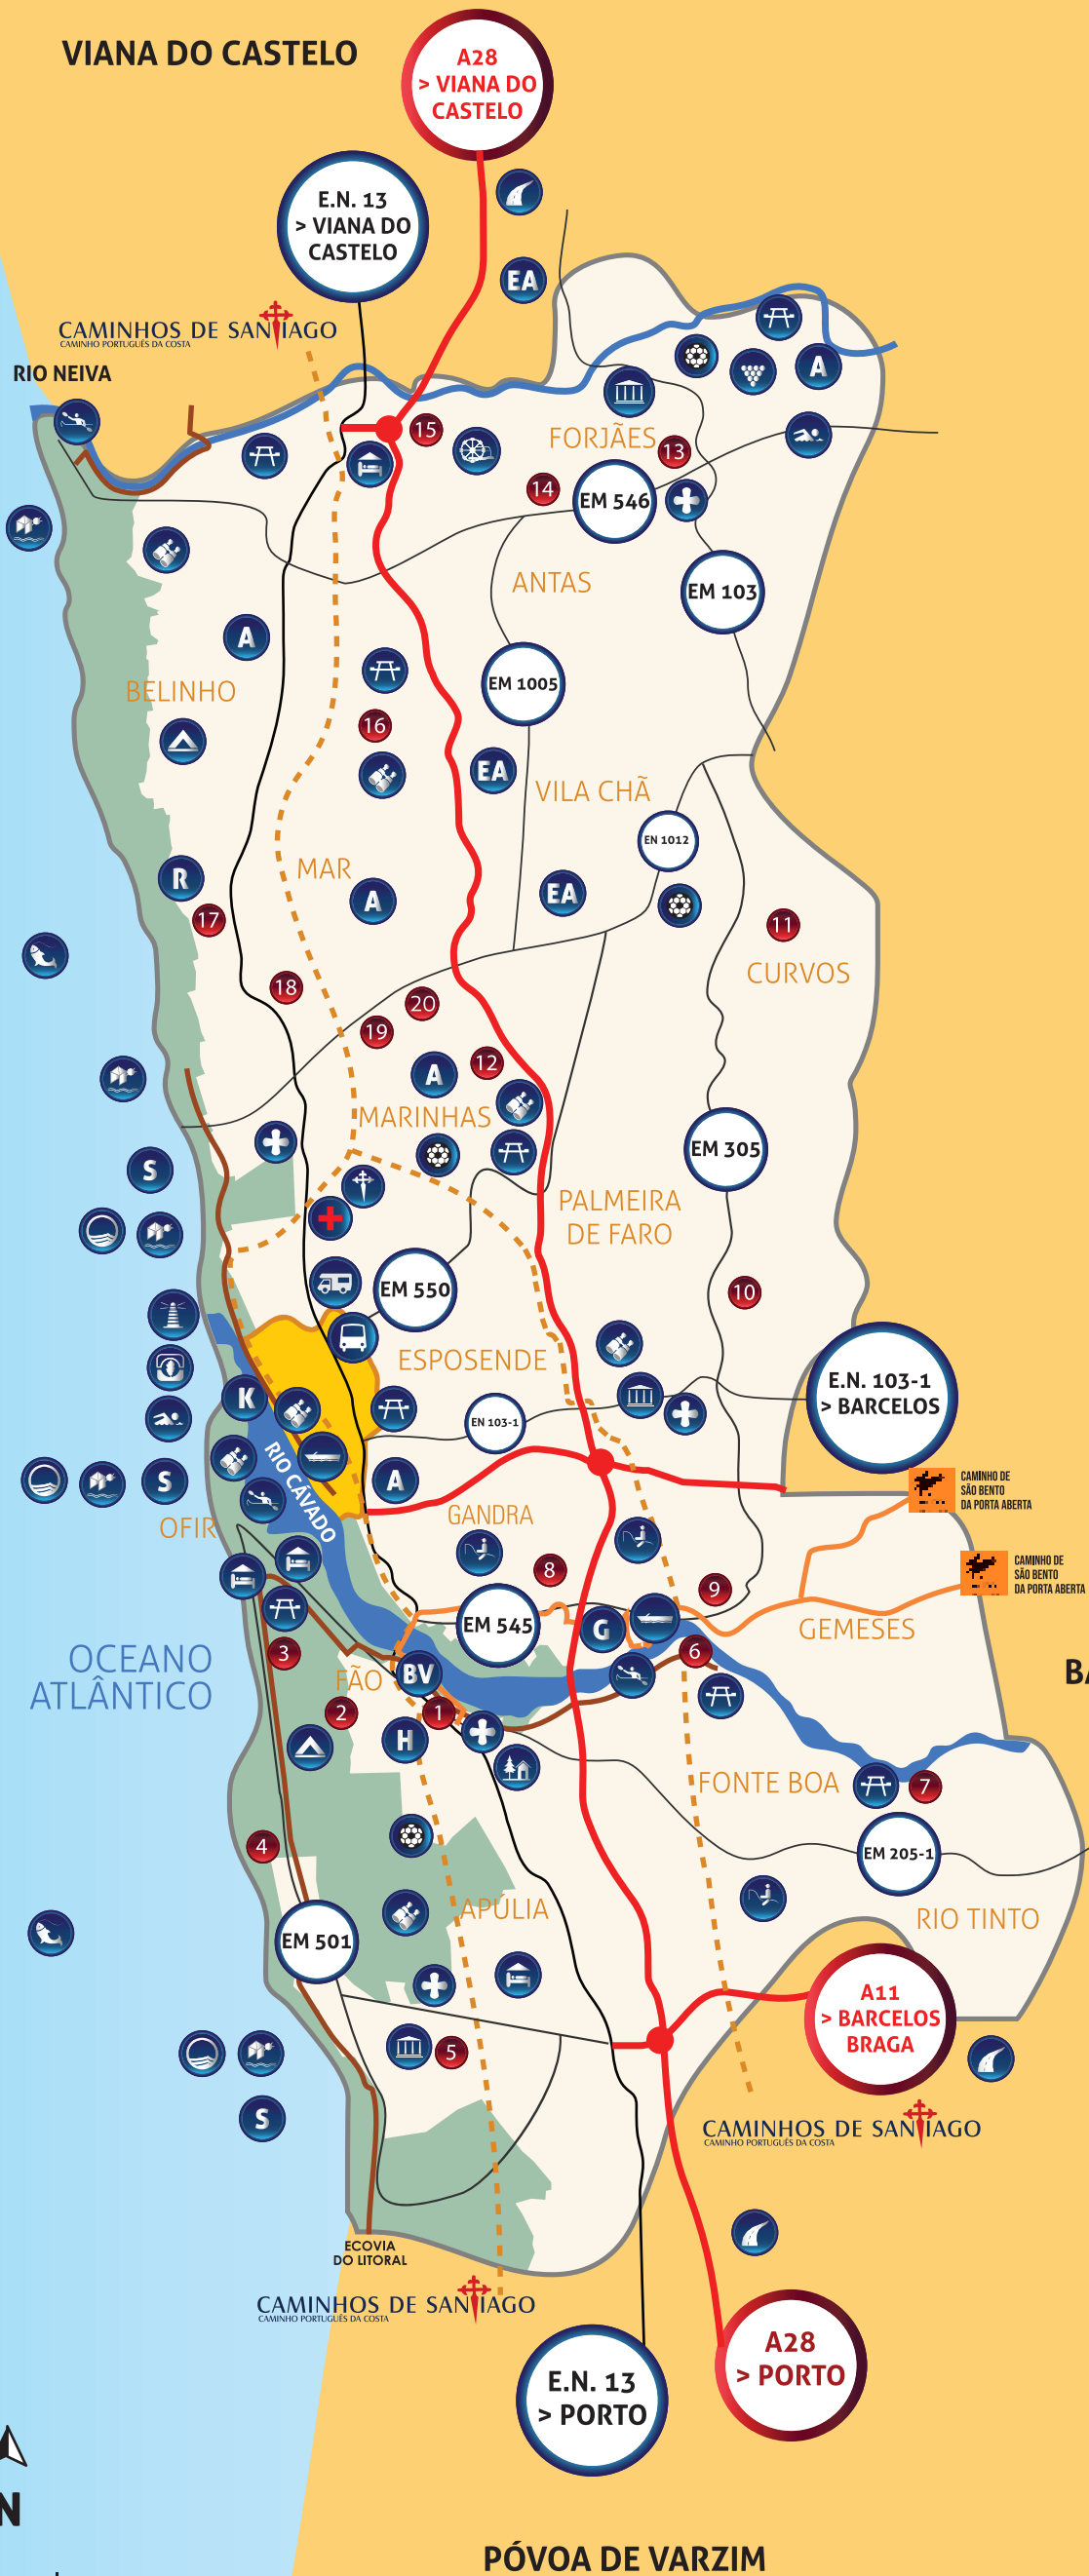 VIANA DO CASTELO
A28
> VIANA DO
CASTELO
E.N. 13
> VIANA DO
CASTELO
EA
CAMINHOS DE SANTIAGO
CAMINHO PORTUGUÊS DA COSTA
RIO NEIVA
A
15
FORJÃES
13
14
EM 546
ANTAS
EM 103
A
BELINHO
EM 1005
16
EA
VILA CHÃ
EN 1012
MAR
R
A
EA
17
11
CURVOS
18
20
19
12
A
MARINHAS
EM 305
S
PALMEIRA
DE FARO
EM 550
10
ESPOSENDE
E.N. 103-1
> BARCELOS
K
EN 103-1
RIO CÁVADO
A
S
CAMINHO DE
SÃO BENTO
DA PORTA ABERTA
OFIR
GANDRA
CAMINHO DE
SÃO BENTO
DA PORTA ABERTA
8
9
EM 545
G
GEMESES
OCEANO
ATLÂNTICO
3
6
FÃO
BV
BA
2
1
H
FONTE BOA
7
4
EM 205-1
APÚLIA
RIO TINTO
EM 501
A11
> BARCELOS
BRAGA
5
S
CAMINHOS DE SANTIAGO
CAMINHO PORTUGUÊS DA COSTA
ECOVIA
DO LITORAL
CAMINHOS DE SANTIAGO
CAMINHO PORTUGUÊS DA COSTA
A28
> PORTO
E.N. 13
> PORTO
N
PÓVOA DE VARZIM